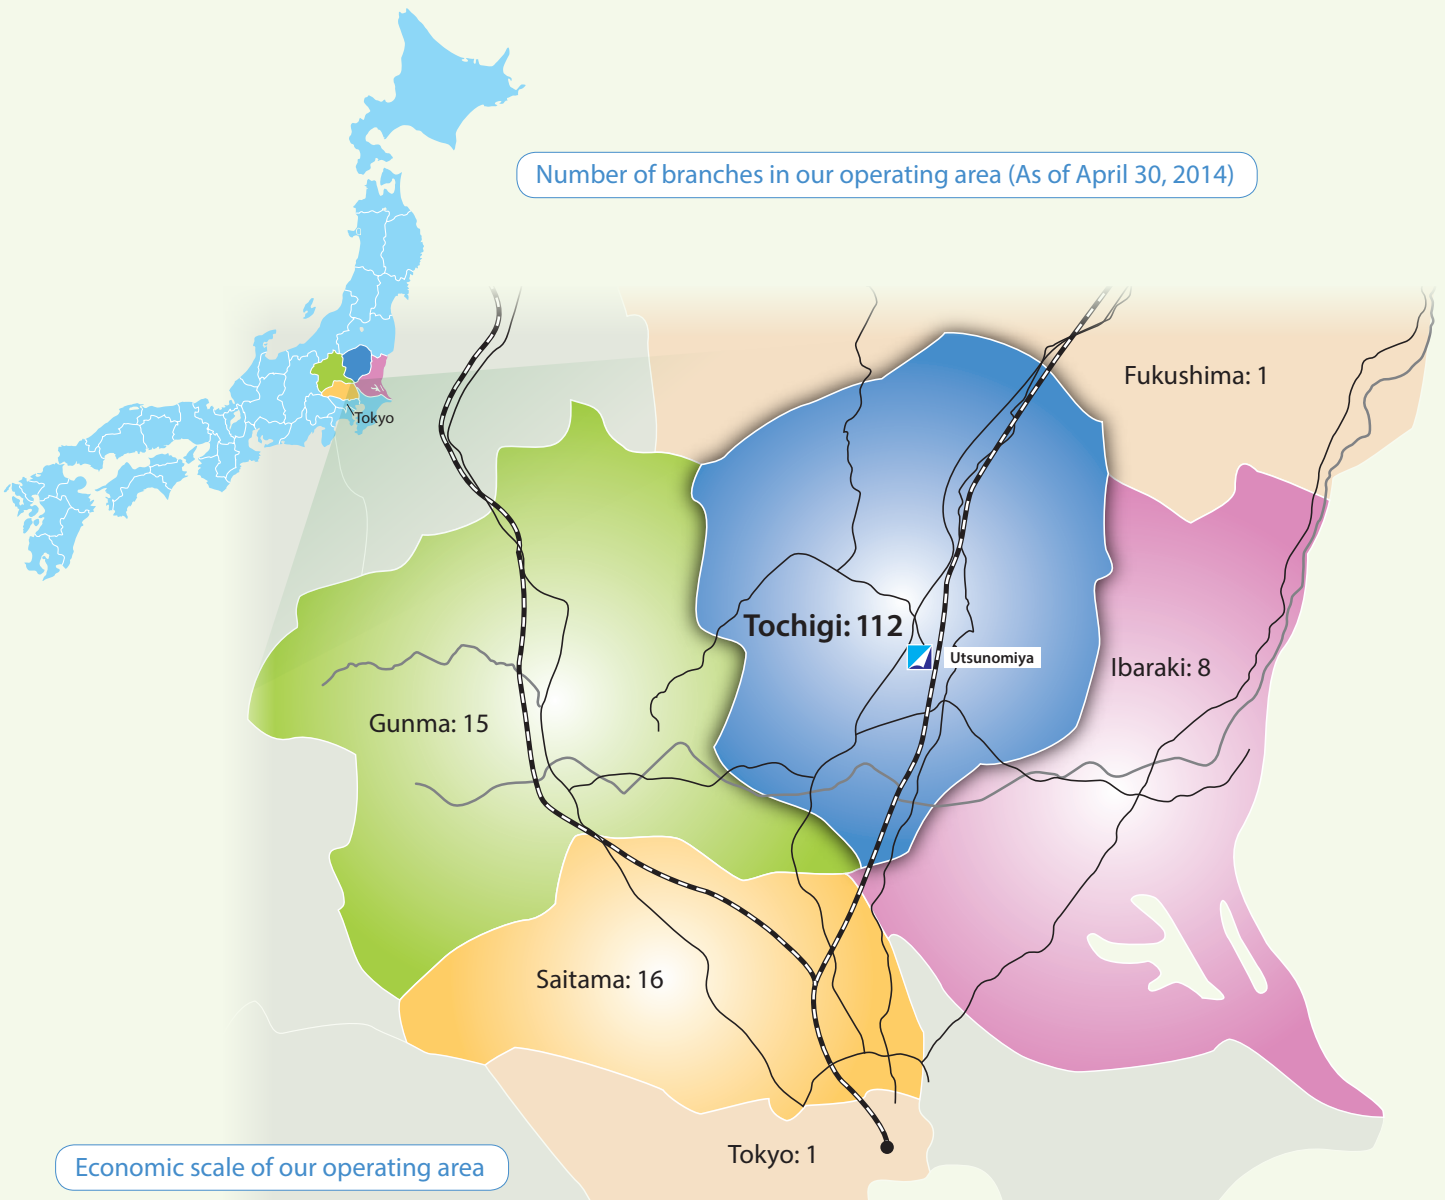 Number of branches in our operating area (As of April 30, 2014)
Tokyo
Fukushima: 1
Tochigi: 112
Utsunomiya
Ibaraki: 8
Gunma: 15
Saitama: 16
Tokyo: 1
Economic scale of our operating area